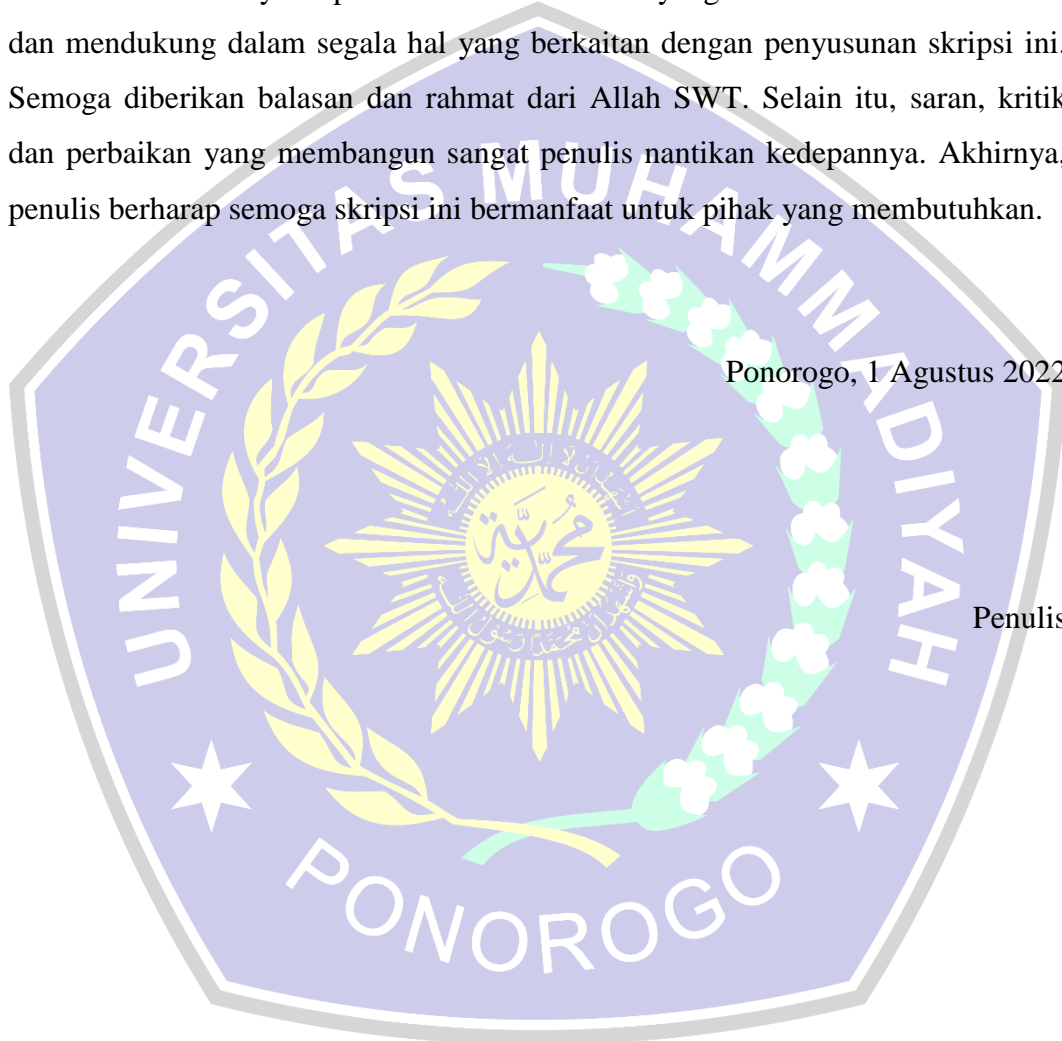 dan mendukung dalam segala hal yang berkaitan dengan penyusunan skripsi ini.
Semoga diberikan balasan dan rahmat dari Allah SWT. Selain itu, saran, kritik
dan perbaikan yang membangun sangat penulis nantikan kedepannya. Akhirnya,
penulis berharap semoga skripsi ini bermanfaat untuk pihak yang membutuhkan.
UNIVERSITAS MUHAMMADIYAH
Ponorogo, 1 Agustus 2022
Penulis
PONOROGO